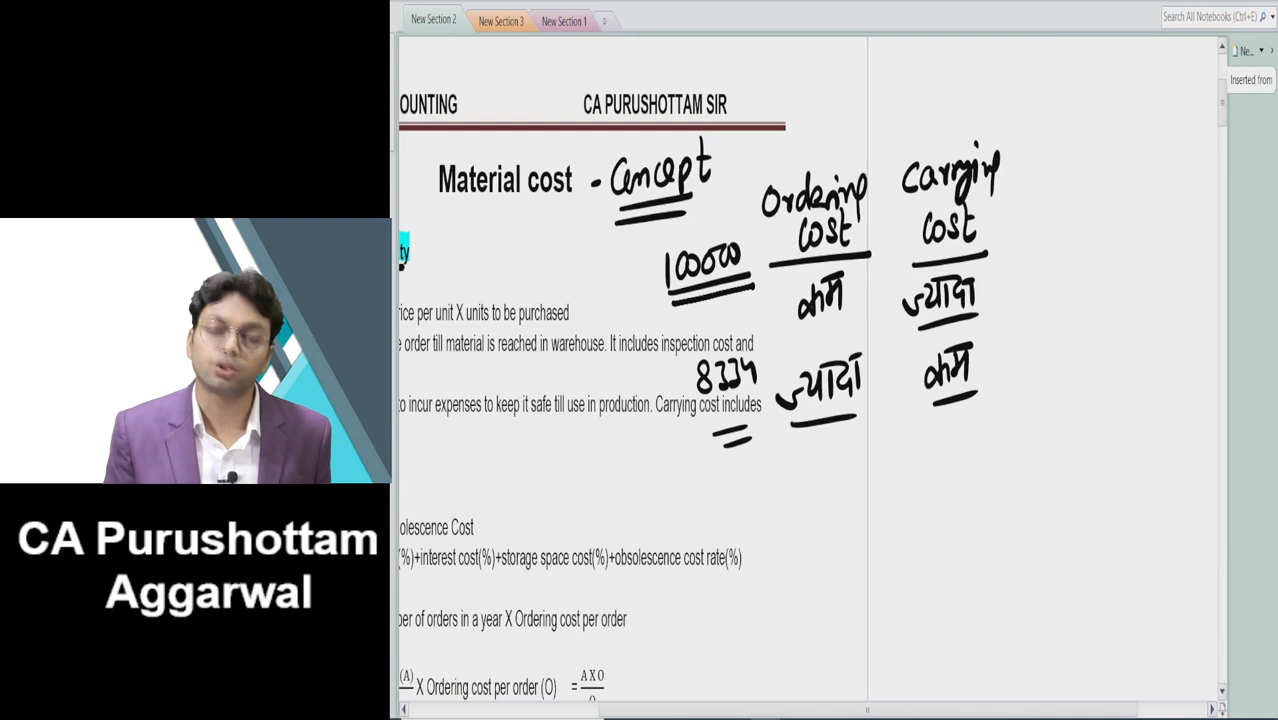 New Section 2 New Section 3 New Section 1
Search All Notebooks (Ctrl+E)
Ne...
Inserted from
OUNTING CA PURUSHOTTAM SIR
Material cost - Concept
Ordering cost
Carrying cost
ty
100000 कम ज्यादा
rice per unit X units to be purchased
e order till material is reached in warehouse. It includes inspection cost and
8334 ज्यादा कम
to incur expenses to keep it safe till use in production. Carrying cost includes
olescence Cost
(%)+interest cost(%)+storage space cost(%)+obsolescence cost rate(%)
ber of orders in a year X Ordering cost per order
(A) X Ordering cost per order (O) = A X O
CA Purushottam
Aggarwal